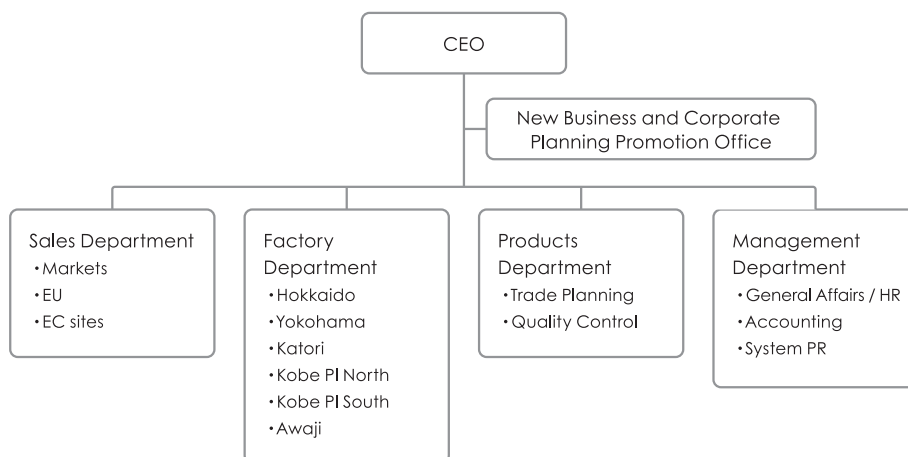 CEO
New Business and Corporate
Planning Promotion Office
Sales Department
・Markets
・EU
・EC sites
Factory
Department
・Hokkaido
・Yokohama
・Katori
・Kobe PI North
・Kobe PI South
・Awaji
Products
Department
・Trade Planning
・Quality Control
Management
Department
・General Affairs / HR
・Accounting
・System PR